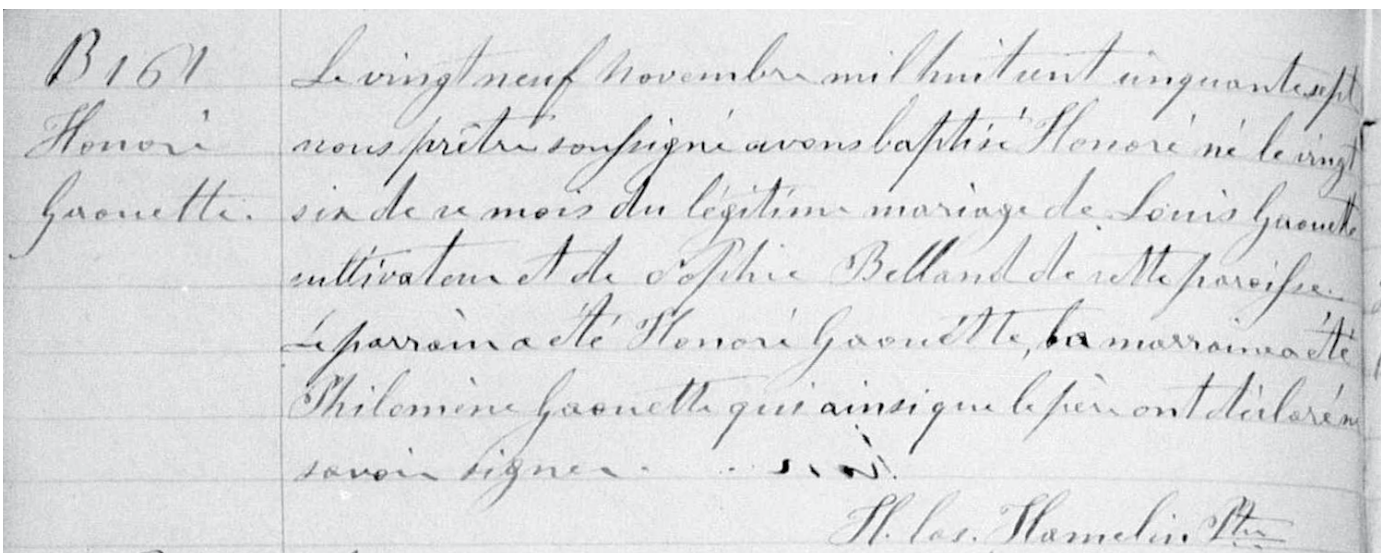 B 161
Honoré
Gaouette.
Le vingt neuf novembre mil huit cent cinquante sept
nous prêtre soussigné avons baptisé Honoré né le vingt
six de ce mois du légitime mariage de Louis Gaouette
cultivateur et de Sophie Belland de cette paroisse.
Le parrain a été Honoré Gaouette, la marraine a été
Philomène Gaouette qui ainsi que le père ont déclaré ne
savoir signer.
H. Las. Hamelin Ptre